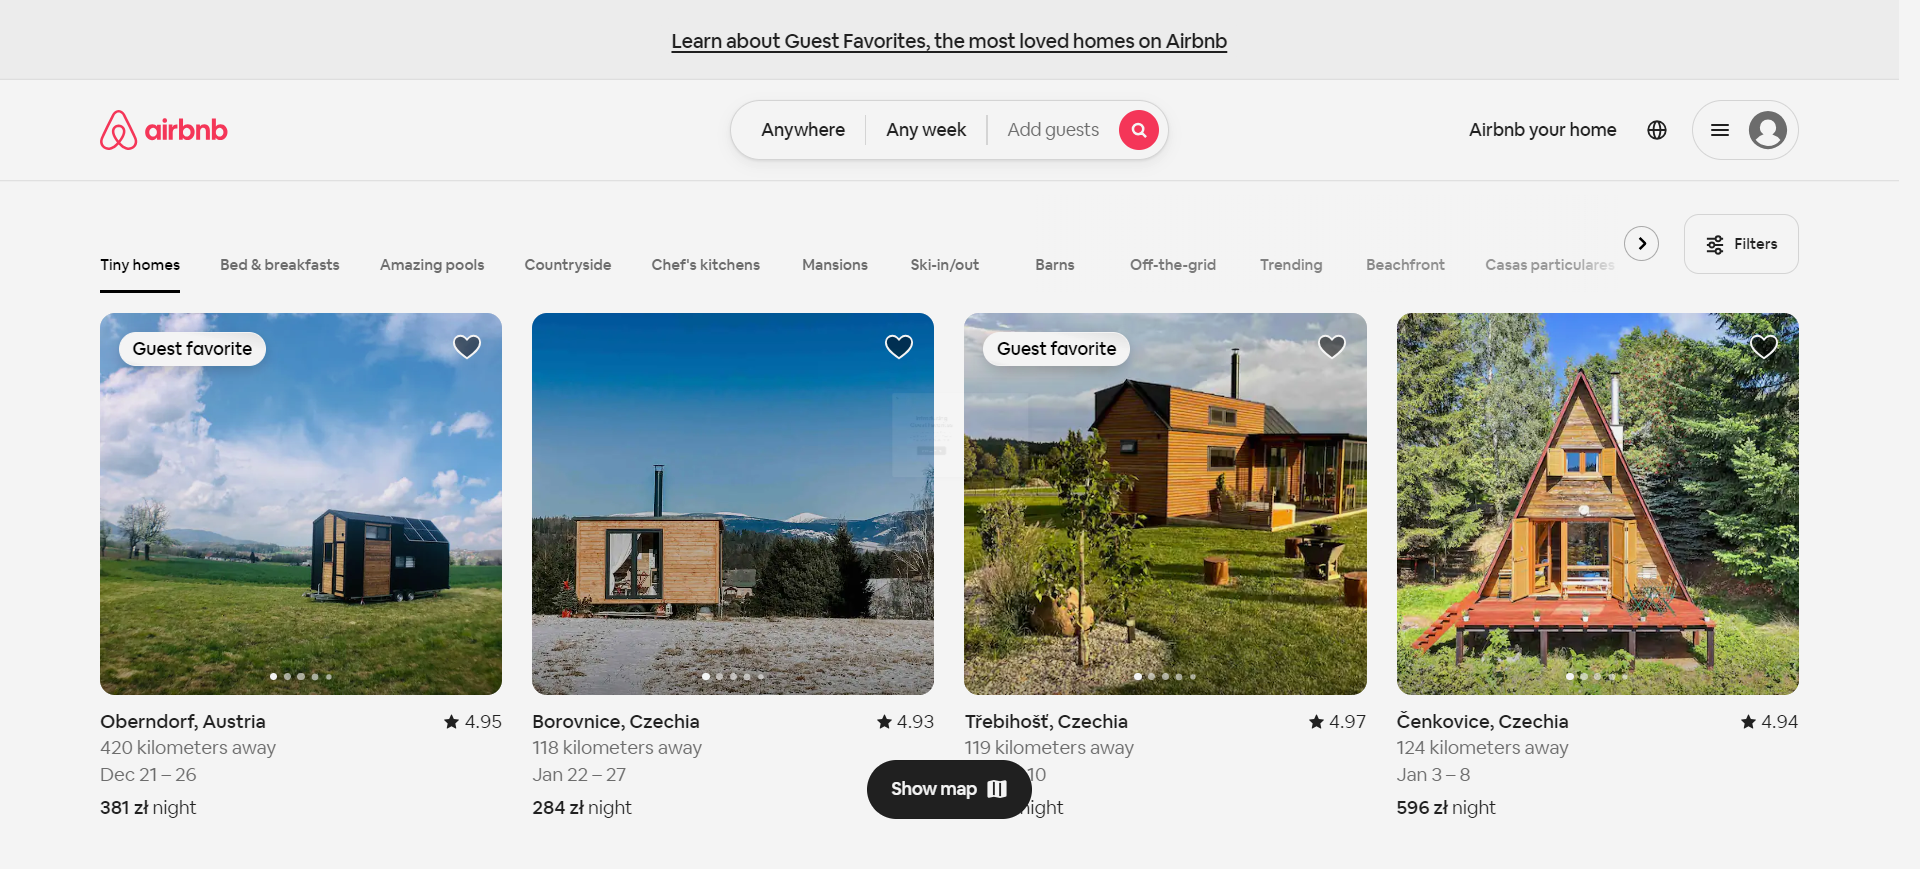 Learn about Guest Favorites, the most loved homes on Airbnb
airbnb
Anywhere
Any week
Add guests
Airbnb your home
Tiny homes
Bed & breakfasts
Amazing pools
Countryside
Chef's kitchens
Mansions
Ski-in/out
Barns
Off-the-grid
Trending
Beachfront
Casas particulares
Filters
Guest favorite
Guest favorite
Oberndorf, Austria
4.95
420 kilometers away
Dec 21 – 26
381 zł night
Borovnice, Czechia
4.93
118 kilometers away
Jan 22 – 27
284 zł night
Třebihošť, Czechia
4.97
119 kilometers away
10
night
Čenkovice, Czechia
4.94
124 kilometers away
Jan 3 – 8
596 zł night
Show map